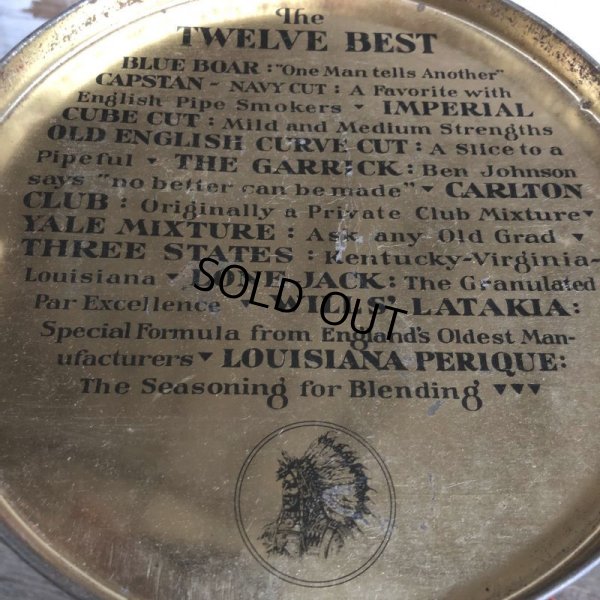 The
TWELVE BEST
BLUE BOAR : "One Man tells Another"
CAPSTAN - NAVY CUT : A Favorite with
English Pipe Smokers ▾ IMPERIAL
CUBE CUT : Mild and Medium Strengths
OLD ENGLISH CURVE CUT : A Slice to a
Pipeful ▾ THE GARRICK : Ben Johnson
says "no better can be made" ▾ CARLTON
CLUB : Originally a Private Club Mixture ▾
YALE MIXTURE : Ask any Old Grad ▾
THREE STATES : Kentucky-Virginia-
Louisiana ▾ JACK : The Granulated
Par Excellence ▾ WILLS' LATAKIA :
Special Formula from England's Oldest Man-
ufacturers ▾ LOUISIANA PERIQUE :
The Seasoning for Blending ▾▾▾
SOLD OUT